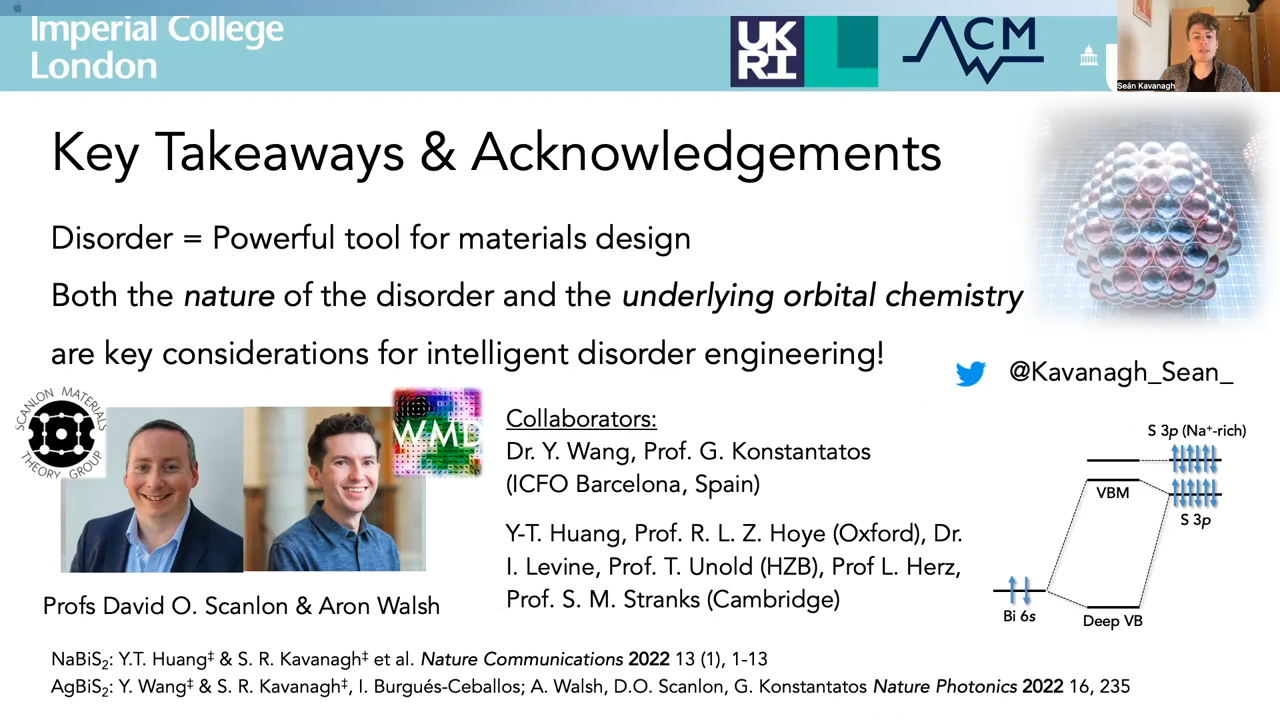 Imperial College
London
UK
RI
ACM
Seán Kavanagh
Key Takeaways & Acknowledgements
Disorder = Powerful tool for materials design
Both the nature of the disorder and the underlying orbital chemistry
are key considerations for intelligent disorder engineering!
@Kavanagh_Sean_
SCANLON MATERIALS
THEORY GROUP
WMD
Collaborators:
Dr. Y. Wang, Prof. G. Konstantatos
(ICFO Barcelona, Spain)
Y-T. Huang, Prof. R. L. Z. Hoye (Oxford), Dr.
I. Levine, Prof. T. Unold (HZB), Prof L. Herz,
Prof. S. M. Stranks (Cambridge)
Profs David O. Scanlon & Aron Walsh
S 3p (Na⁺-rich)
VBM
S 3p
Bi 6s
Deep VB
NaBiS₂: Y.T. Huang‡ & S. R. Kavanagh‡ et al. Nature Communications 2022 13 (1), 1-13
AgBiS₂: Y. Wang‡ & S. R. Kavanagh‡, I. Burgués-Ceballos; A. Walsh, D.O. Scanlon, G. Konstantatos Nature Photonics 2022 16, 235